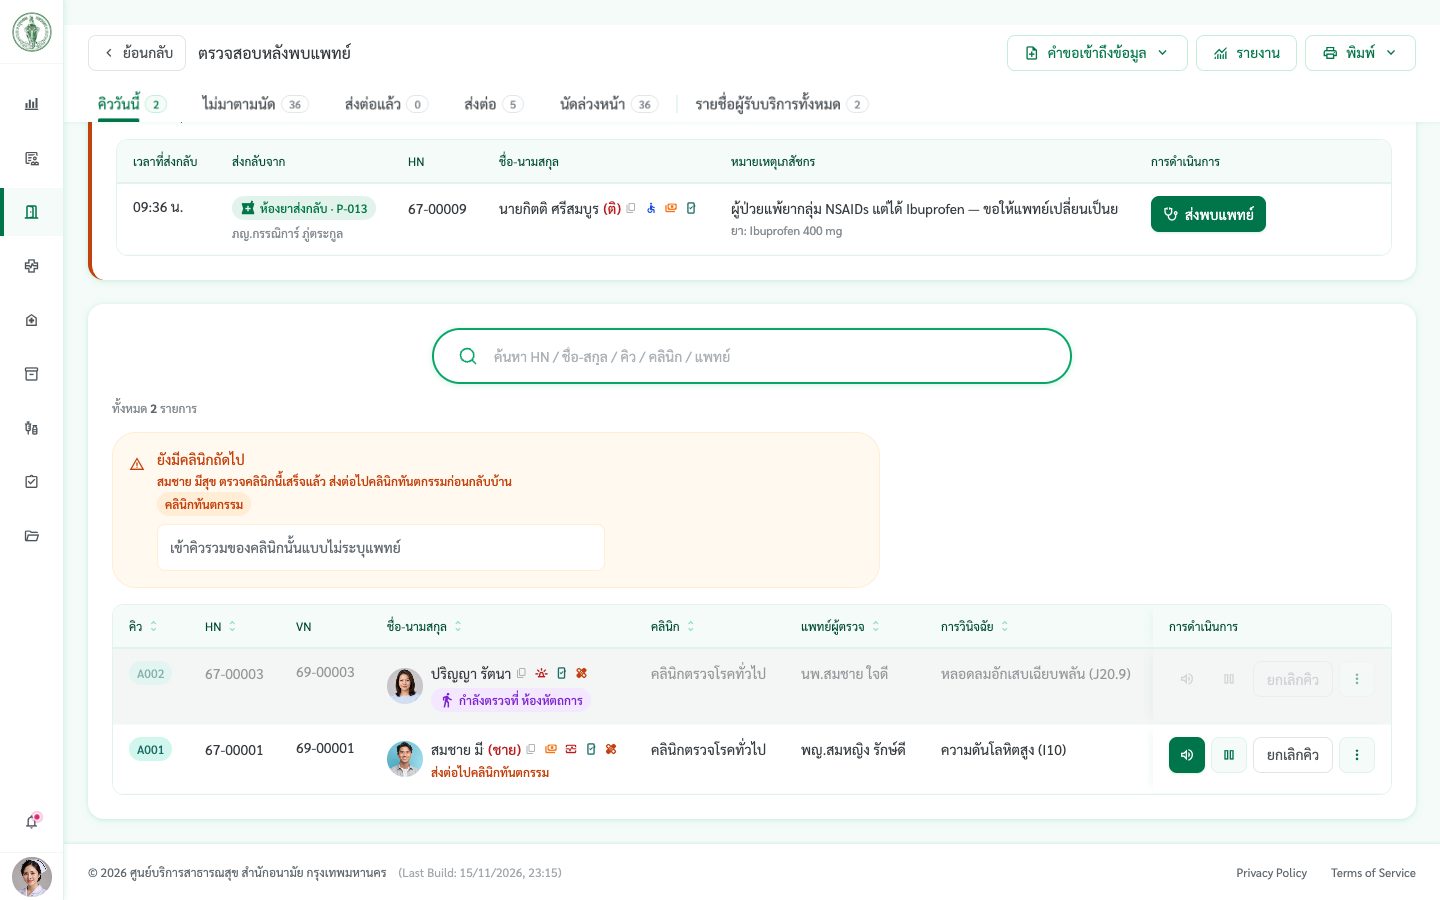 ย้อนกลับ
ตรวจสอบหลังพบแพทย์
คำขอเข้าถึงข้อมูล
รายงาน
พิมพ์
คิววันนี้ 2
ไม่มาตามนัด 36
ส่งต่อแล้ว 0
ส่งต่อ 5
นัดล่วงหน้า 36
รายชื่อผู้รับบริการทั้งหมด 2
เวลาที่ส่งกลับ ส่งกลับจาก HN ชื่อ-นามสกุล หมายเหตุเภสัชกร การดำเนินการ
09:36 น. ห้องยาส่งกลับ · P-013 67-00009 นายกิตติ ศรีสมบูร (ติ) ผู้ป่วยแพ้ยากลุ่ม NSAIDs แต่ได้ Ibuprofen — ขอให้แพทย์เปลี่ยนเป็นย ส่งพบแพทย์
ภญ.กรรณิการ์ ภู่ตระกูล ยา: Ibuprofen 400 mg
ค้นหา HN / ชื่อ-สกุล / คิว / คลินิก / แพทย์
ทั้งหมด 2 รายการ
ยังมีคลินิกถัดไป
สมชาย มีสุข ตรวจคลินิกนี้เสร็จแล้ว ส่งต่อไปคลินิกทันตกรรมก่อนกลับบ้าน
คลินิกทันตกรรม
เข้าคิวรวมของคลินิกนั้นแบบไม่ระบุแพทย์
คิว HN VN ชื่อ-นามสกุล คลินิก แพทย์ผู้ตรวจ การวินิจฉัย การดำเนินการ
A002 67-00003 69-00003 ปริญญา รัตนา คลินิกตรวจโรคทั่วไป นพ.สมชาย ใจดี หลอดลมอักเสบเฉียบพลัน (J20.9) ยกเลิกคิว
กำลังตรวจที่ ห้องหัตถการ
A001 67-00001 69-00001 สมชาย มี (ชาย) คลินิกตรวจโรคทั่วไป พญ.สมหญิง รักษ์ดี ความดันโลหิตสูง (I10) ยกเลิกคิว
ส่งต่อไปคลินิกทันตกรรม
© 2026 ศูนย์บริการสาธารณสุข สำนักอนามัย กรุงเทพมหานคร (Last Build: 15/11/2026, 23:15) Privacy Policy Terms of Service